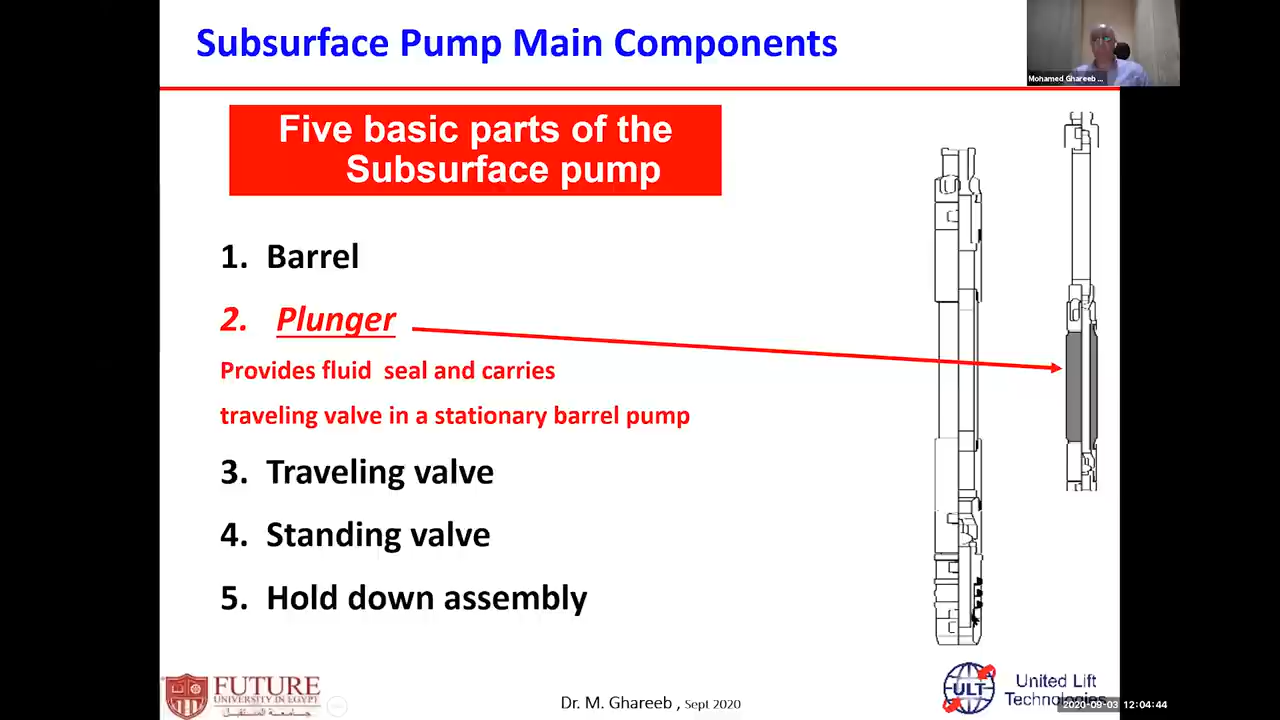 Subsurface Pump Main Components
Mohamed Ghareeb ...
Five basic parts of the
Subsurface pump
1. Barrel
2. Plunger
Provides fluid seal and carries
traveling valve in a stationary barrel pump
3. Traveling valve
4. Standing valve
5. Hold down assembly
FUTURE
UNIVERSITY IN EGYPT
Dr. M. Ghareeb , Sept 2020
ULT
United Lift
Technologies
2020-09-03 12:04:44